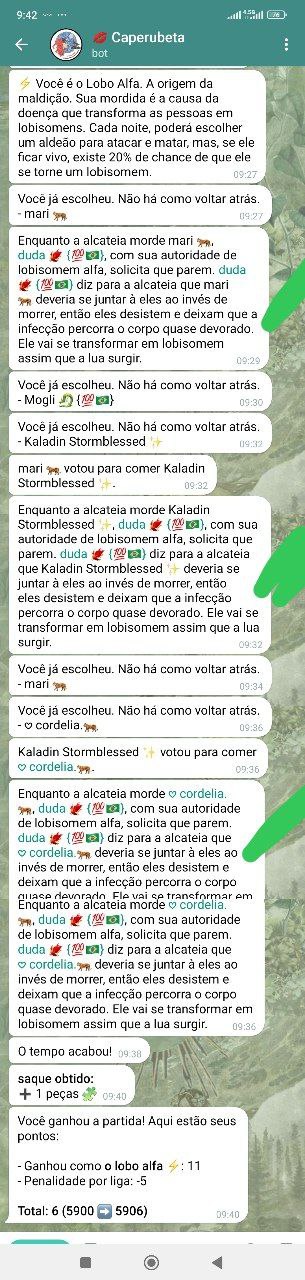 9:42
4.5G
76
💋 Caperubeta
bot
⚡ Você é o Lobo Alfa. A origem da
maldição. Sua mordida é a causa da
doença que transforma as pessoas em
lobisomens. Cada noite, poderá escolher
um aldeão para atacar e matar, mas, se ele
ficar vivo, existe 20% de chance de que ele
se torne um lobisomem.
09:27
Você já escolheu. Não há como voltar atrás.
- mari 🐅
09:27
Enquanto a alcateia morde mari 🐅,
duda 🐦‍🔥 {💯💵}, com sua autoridade
de lobisomem alfa, solicita que parem. duda
{💯💵} diz para a alcateia que mari
🐅 deveria se juntar à eles ao invés de
morrer, então eles desistem e deixam que a
infecção percorra o corpo quase devorado.
Ele vai se transformar em lobisomem
assim que a lua surgir.
09:29
Você já escolheu. Não há como voltar atrás.
- Mogli 🐉 {💯💵}
09:30
Você já escolheu. Não há como voltar atrás.
- Kaladin Stormblessed ✨
09:32
mari 🐅 votou para comer Kaladin
Stormblessed ✨.
09:32
Enquanto a alcateia morde Kaladin
Stormblessed ✨, duda {💯💵}, com sua
autoridade de lobisomem alfa, solicita que
parem. duda {💯💵} diz para a alcateia
que Kaladin Stormblessed ✨ deveria se
juntar à eles ao invés de morrer, então
eles desistem e deixam que a infecção
percorra o corpo quase devorado. Ele vai se
transformar em lobisomem assim que a lua
surgir.
09:32
Você já escolheu. Não há como voltar atrás.
- mari 🐅
09:34
Você já escolheu. Não há como voltar atrás.
- ♡ cordelia.🐅
09:36
Kaladin Stormblessed ✨ votou para comer
♡ cordelia.🐅.
09:36
Enquanto a alcateia morde ♡ cordelia.
🐅, duda {💯💵}, com sua autoridade
de lobisomem alfa, solicita que parem.
duda {💯💵} diz para a alcateia que
♡ cordelia.🐅 deveria se juntar à eles ao
invés de morrer, então eles desistem e
deixam que a infecção percorra o corpo
quase devorado. Ele vai se transformar em
Enquanto a alcateia morde ♡ cordelia.
🐅, duda {💯💵}, com sua autoridade
de lobisomem alfa, solicita que parem.
duda {💯💵} diz para a alcateia que
♡ cordelia.🐅 deveria se juntar à eles ao
invés de morrer, então eles desistem e
deixam que a infecção percorra o corpo
quase devorado. Ele vai se transformar em
lobisomem assim que a lua surgir.
09:36
O tempo acabou!
09:38
saque obtido:
+ 1 peças 🍀
09:40
Você ganhou a partida! Aqui estão seus
pontos:
- Ganhou como o lobo alfa ⚡: 11
- Penalidade por liga: -5
Total: 6 (5900 ➡️ 5906)
09:40